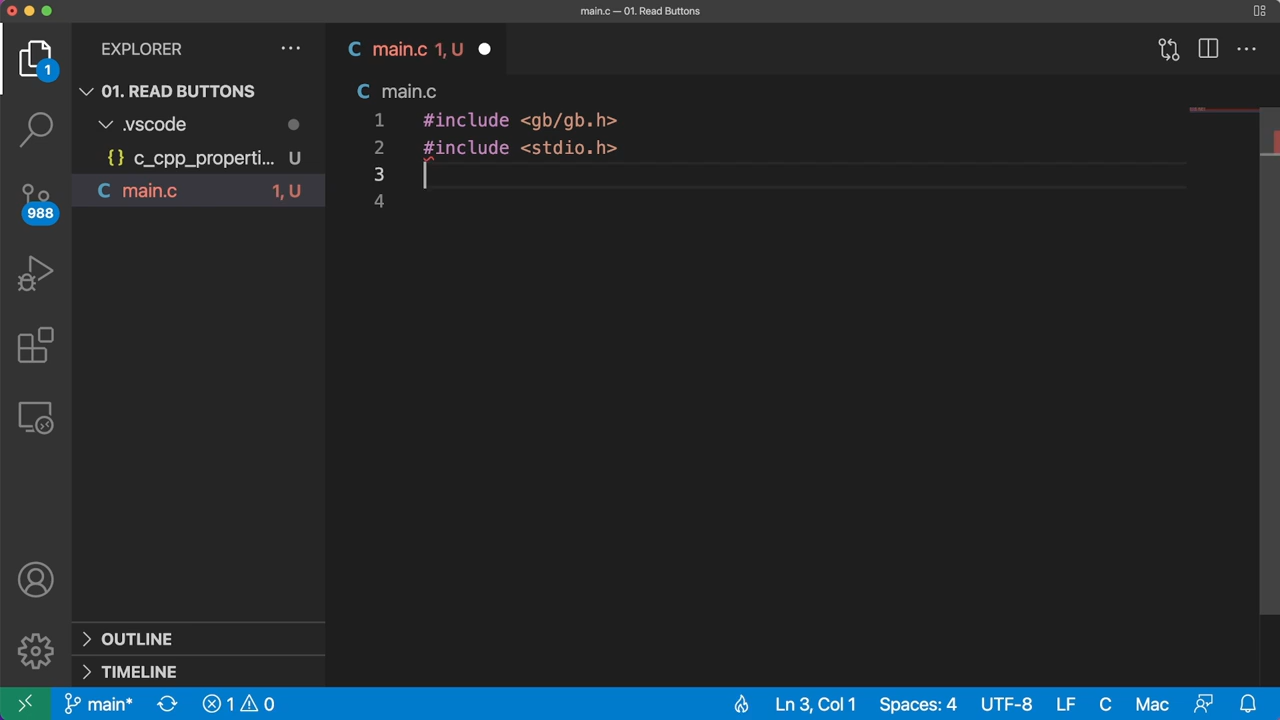 main.c — 01. Read Buttons
EXPLORER
main.c 1, U
1
01. READ BUTTONS
main.c
.vscode
1 #include <gb/gb.h>
{} c_cpp_properti... U
2 #include <stdio.h>
main.c 1, U
3
4
988
OUTLINE
TIMELINE
main* 1 0 Ln 3, Col 1 Spaces: 4 UTF-8 LF C Mac